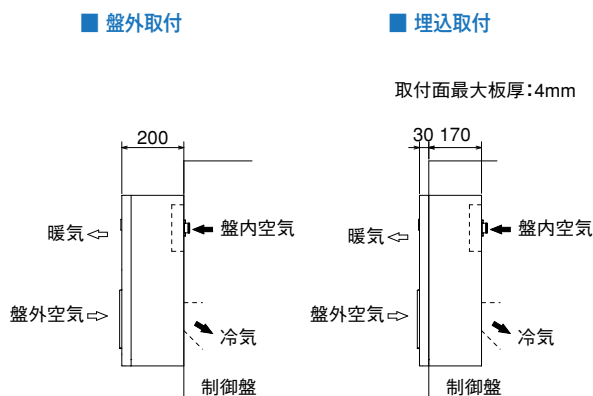 ■ 盤外取付
200
暖気
盤内空気
盤外空気
冷気
制御盤
■ 埋込取付
取付面最大板厚：4mm
30 170
暖気
盤内空気
盤外空気
冷気
制御盤